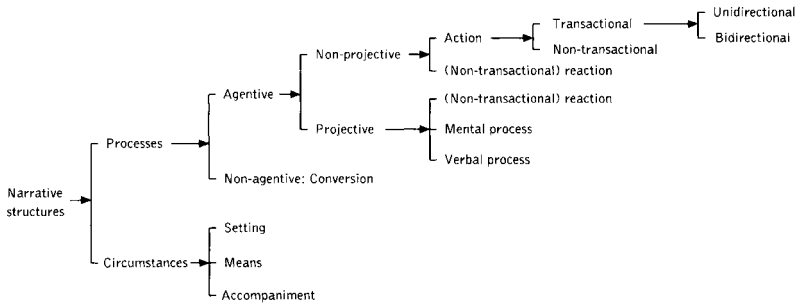 Unidirectional
Transactional
Bidirectional
Action
Non-transactional
Non-projective
(Non-transactional) reaction
Agentive
(Non-transactional) reaction
Projective
Mental process
Processes
Verbal process
Non-agentive: Conversion
Narrative
structures
Setting
Circumstances
Means
Accompaniment